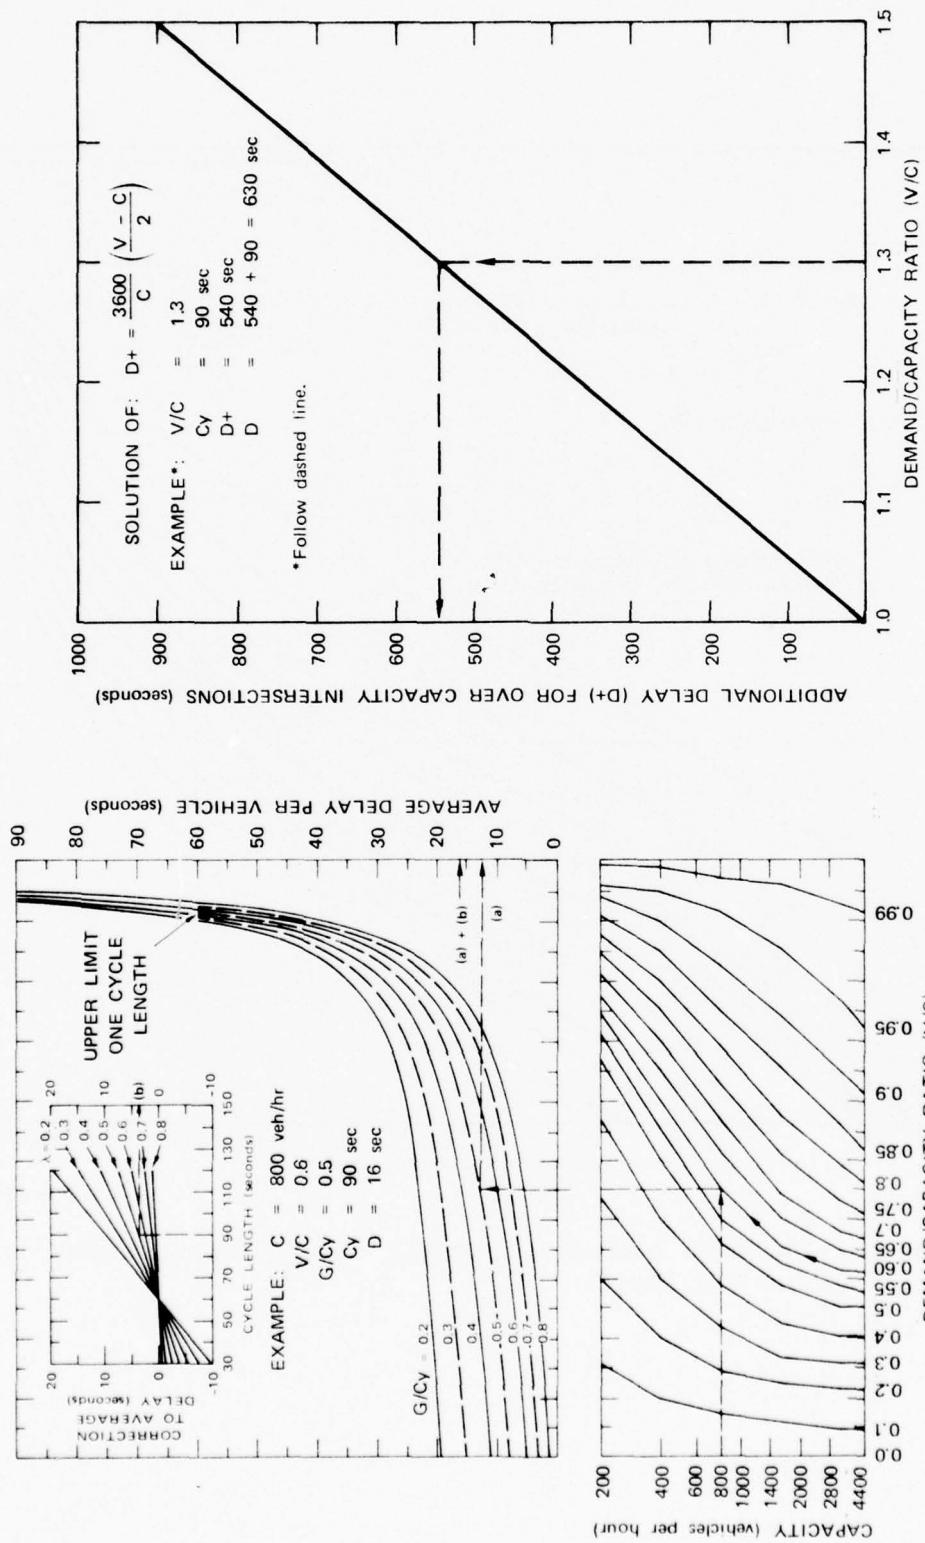 90
80
70
60
50
40
30
20
10
0
AVERAGE DELAY PER VEHICLE (seconds)
UPPER LIMIT
ONE CYCLE
LENGTH
20
10
0
-10
CORRECTION
TO AVERAGE
DELAY (seconds)
λ = 0.2
0.3
0.4
0.5
0.6
0.7
0.8
20
10
(b)
0
-10
30
50
70
90
110
130
150
CYCLE LENGTH (seconds)
EXAMPLE: C = 800 veh/hr
V/C = 0.6
G/Cy = 0.5
Cy = 90 sec
D = 16 sec
G/Cy = 0.2
0.3
0.4
0.5
0.6
0.7
0.8
(a) + (b)
(a)
200
400
600
800
1000
1400
2000
2800
4400
CAPACITY (vehicles per hour)
0.0
0.1
0.2
0.3
0.4
0.5
0.55
0.60
0.65
0.7
0.75
0.8
0.85
0.9
0.95
0.99
1000
900
800
700
600
500
400
300
200
100
ADDITIONAL DELAY (D+) FOR OVER CAPACITY INTERSECTIONS (seconds)
SOLUTION OF: D+ = 3600/C ((V - C)/2)
EXAMPLE*: V/C = 1.3
Cy = 90 sec
D+ = 540 sec
D = 540 + 90 = 630 sec
*Follow dashed line.
1.0
1.1
1.2
1.3
1.4
1.5
DEMAND/CAPACITY RATIO (V/C)